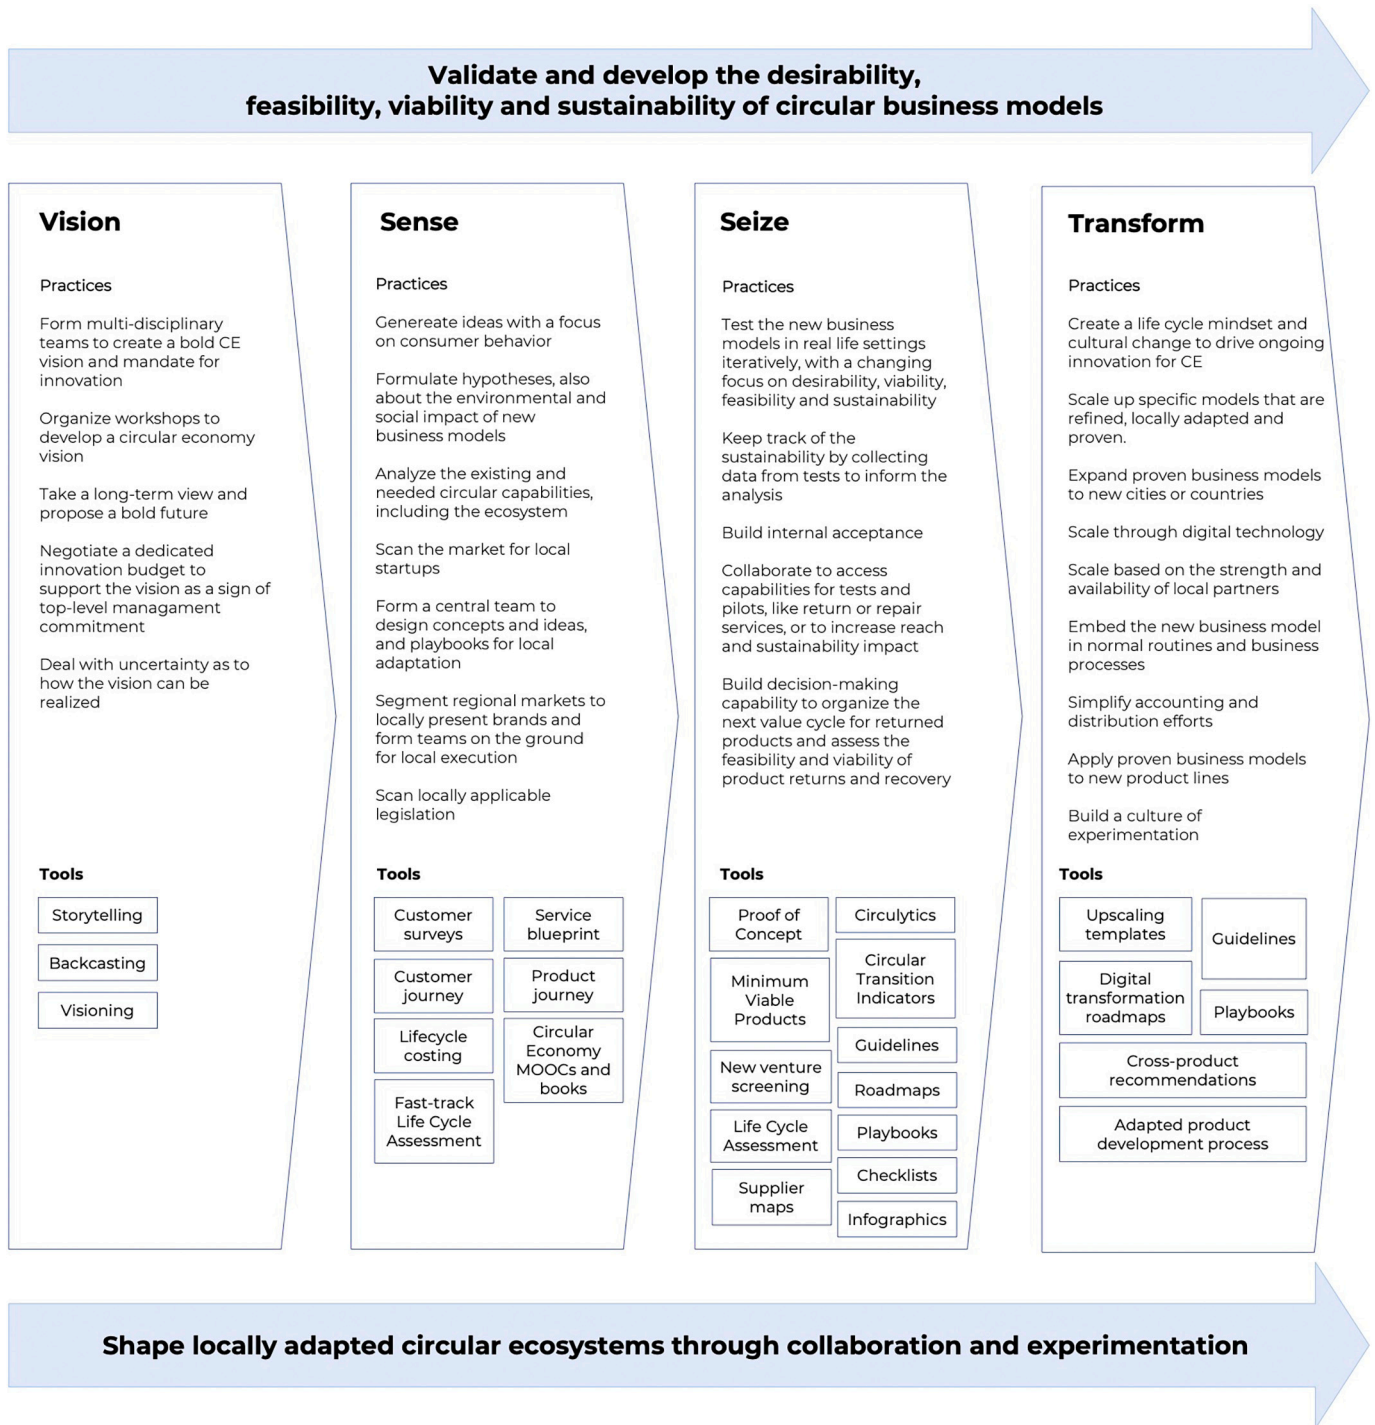 Validate and develop the desirability,
feasibility, viability and sustainability of circular business models
Vision
Practices
Form multi-disciplinary
teams to create a bold CE
vision and mandate for
innovation
Organize workshops to
develop a circular economy
vision
Take a long-term view and
propose a bold future
Negotiate a dedicated
innovation budget to
support the vision as a sign of
top-level managament
commitment
Deal with uncertainty as to
how the vision can be
realized
Tools
Storytelling
Backcasting
Visioning
Sense
Practices
Genereate ideas with a focus
on consumer behavior
Formulate hypotheses, also
about the environmental and
social impact of new
business models
Analyze the existing and
needed circular capabilities,
including the ecosystem
Scan the market for local
startups
Form a central team to
design concepts and ideas,
and playbooks for local
adaptation
Segment regional markets to
locally present brands and
form teams on the ground
for local execution
Scan locally applicable
legislation
Tools
Customer
surveys
Customer
journey
Lifecycle
costing
Fast-track
Life Cycle
Assessment
Service
blueprint
Product
journey
Circular
Economy
MOOCs and
books
Seize
Practices
Test the new business
models in real life settings
iteratively, with a changing
focus on desirability, viability,
feasibility and sustainability
Keep track of the
sustainability by collecting
data from tests to inform the
analysis
Build internal acceptance
Collaborate to access
capabilities for tests and
pilots, like return or repair
services, or to increase reach
and sustainability impact
Build decision-making
capability to organize the
next value cycle for returned
products and assess the
feasibility and viability of
product returns and recovery
Tools
Proof of
Concept
Minimum
Viable
Products
New venture
screening
Life Cycle
Assessment
Supplier
maps
Circulytics
Circular
Transition
Indicators
Guidelines
Roadmaps
Playbooks
Checklists
Infographics
Transform
Practices
Create a life cycle mindset and
cultural change to drive ongoing
innovation for CE
Scale up specific models that are
refined, locally adapted and
proven.
Expand proven business models
to new cities or countries
Scale through digital technology
Scale based on the strength and
availability of local partners
Embed the new business model
in normal routines and business
processes
Simplify accounting and
distribution efforts
Apply proven business models
to new product lines
Build a culture of
experimentation
Tools
Upscaling
templates
Digital
transformation
roadmaps
Guidelines
Playbooks
Cross-product
recommendations
Adapted product
development process
Shape locally adapted circular ecosystems through collaboration and experimentation